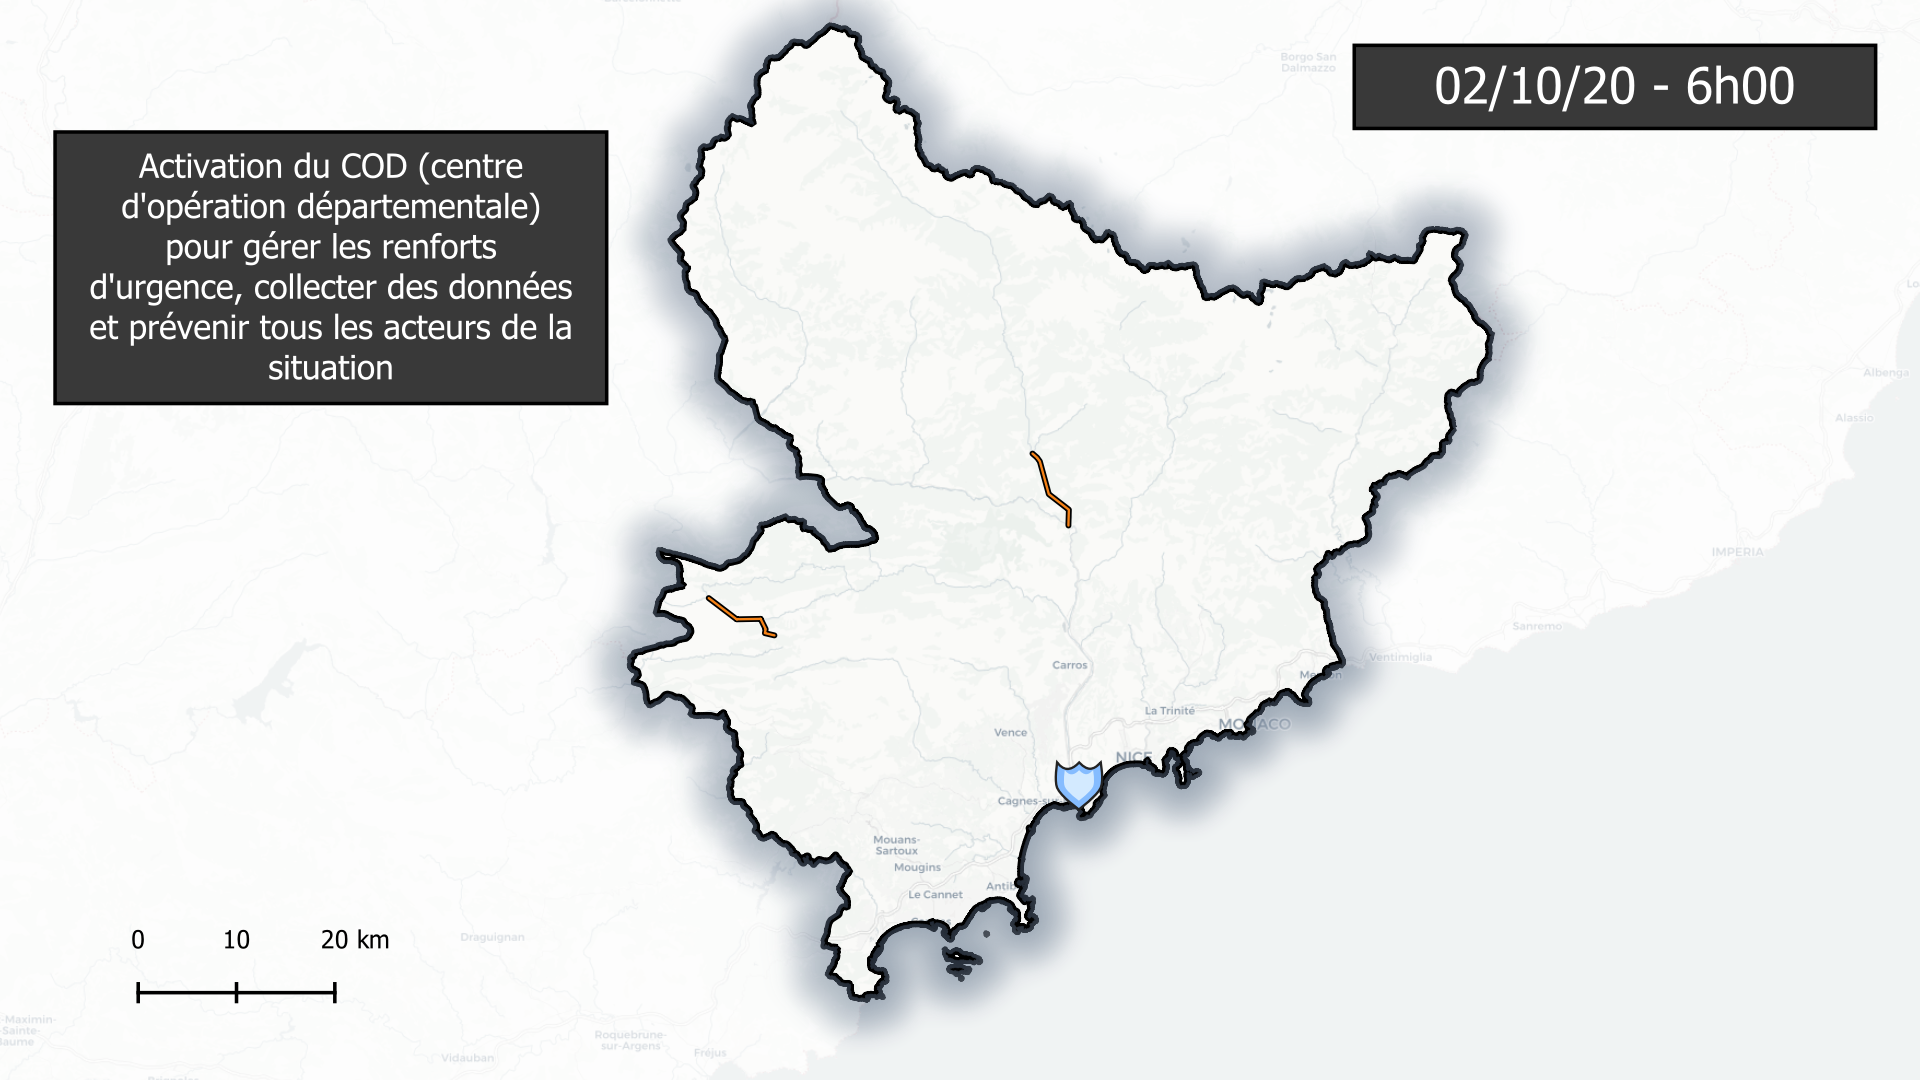 02/10/20 - 6h00
Activation du COD (centre
d'opération départementale)
pour gérer les renforts
d'urgence, collecter des données
et prévenir tous les acteurs de la
situation
Borgo San
Dalmazzo
Albenga
Alassio
IMPERIA
Sanremo
Ventimiglia
Carros
La Trinité
MONACO
Vence
NICE
Cagnes-su
Mouans-
Sartoux
Mougins
Le Cannet
Antib
Draguignan
0 10 20 km
-Maximin-
Sainte-
Baume
Roquebrune-
sur-Argens
Vidauban
Fréjus